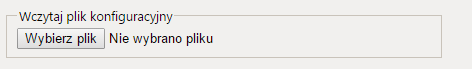 Wczytaj plik konfiguracyjny
Wybierz plik Nie wybrano pliku